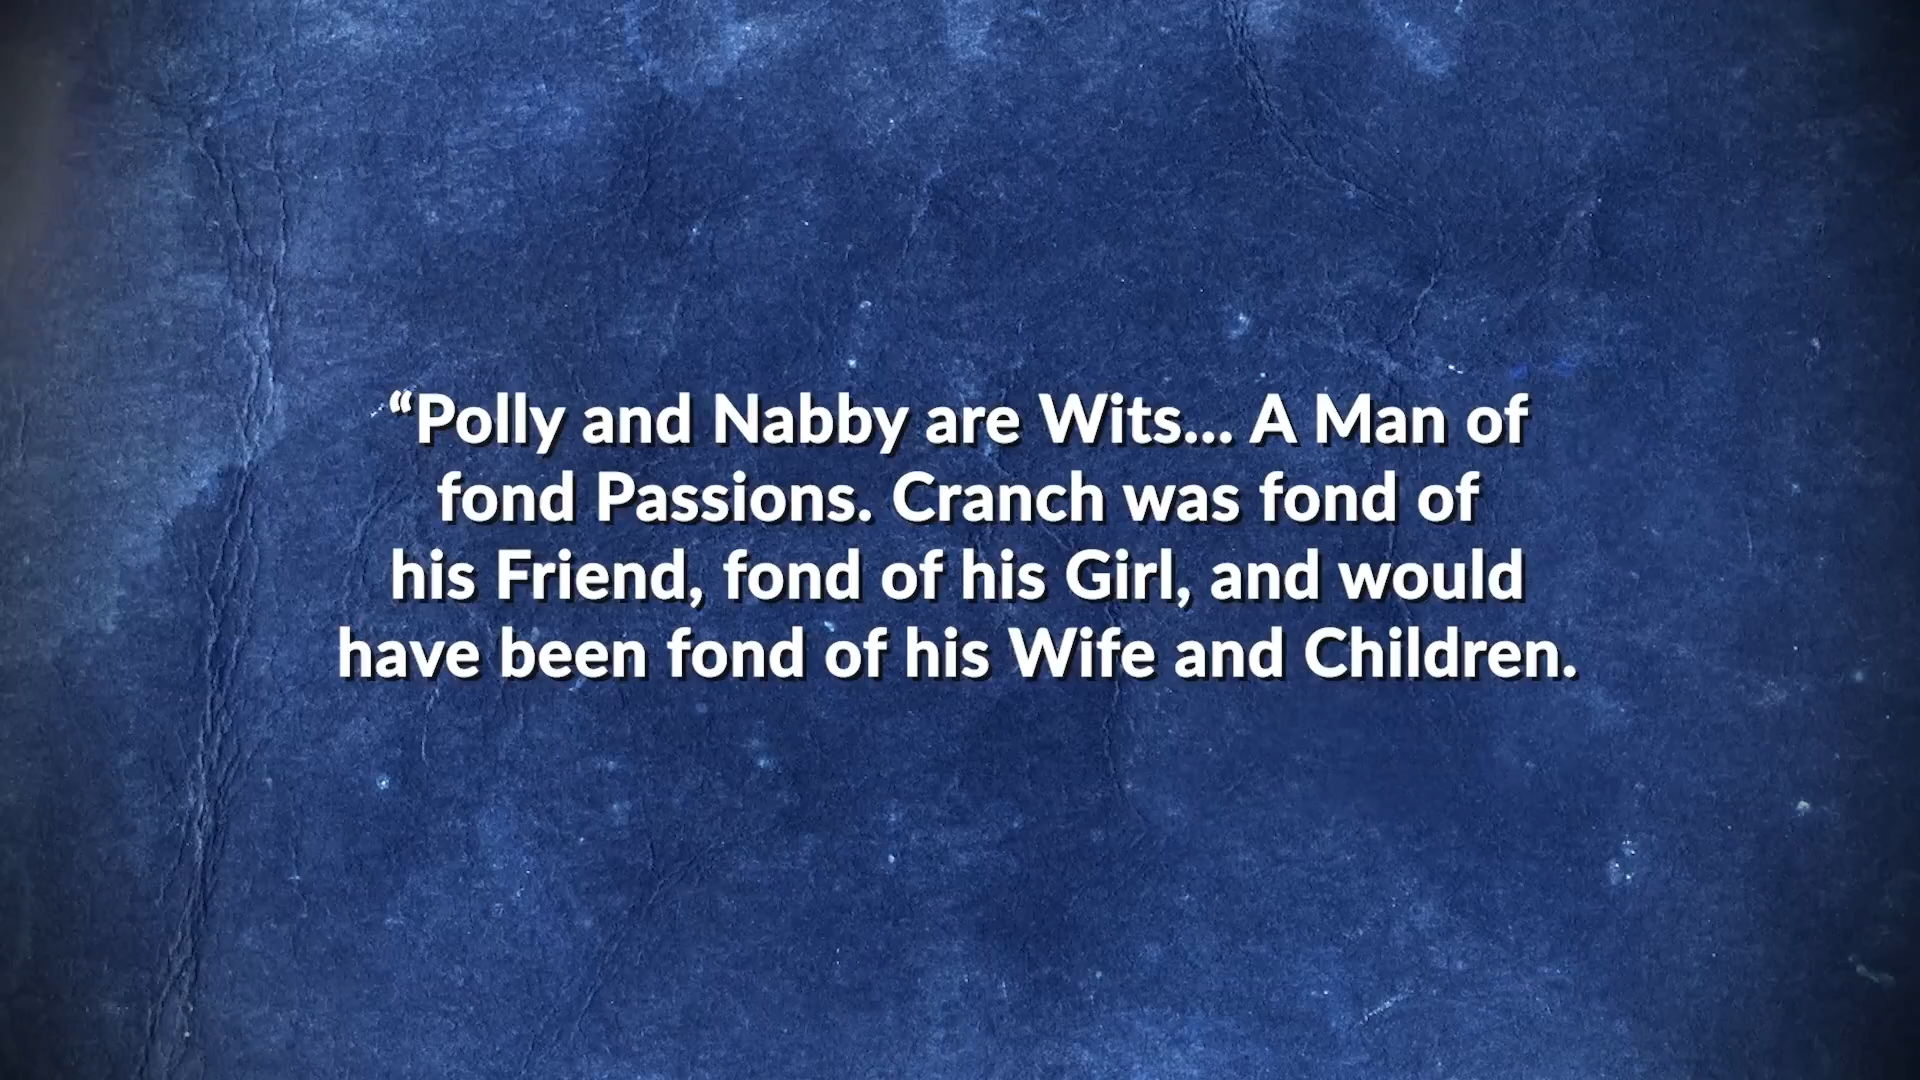 “Polly and Nabby are Wits... A Man of
fond Passions. Cranch was fond of
his Friend, fond of his Girl, and would
have been fond of his Wife and Children.